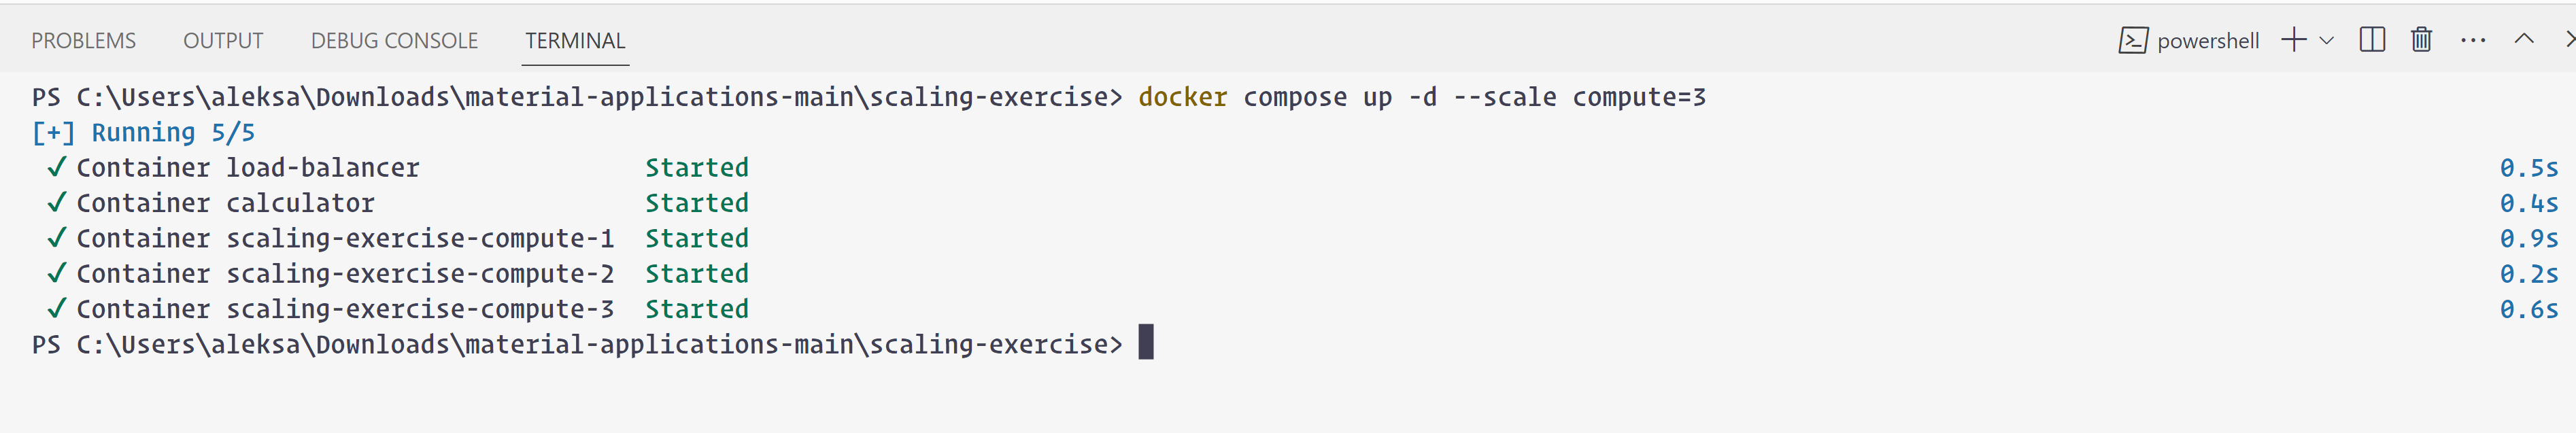 PROBLEMS OUTPUT DEBUG CONSOLE TERMINAL powershell
PS C:\Users\aleksa\Downloads\material-applications-main\scaling-exercise> docker compose up -d --scale compute=3
[+] Running 5/5
✓ Container load-balancer Started 0.5s
✓ Container calculator Started 0.4s
✓ Container scaling-exercise-compute-1 Started 0.9s
✓ Container scaling-exercise-compute-2 Started 0.2s
✓ Container scaling-exercise-compute-3 Started 0.6s
PS C:\Users\aleksa\Downloads\material-applications-main\scaling-exercise>